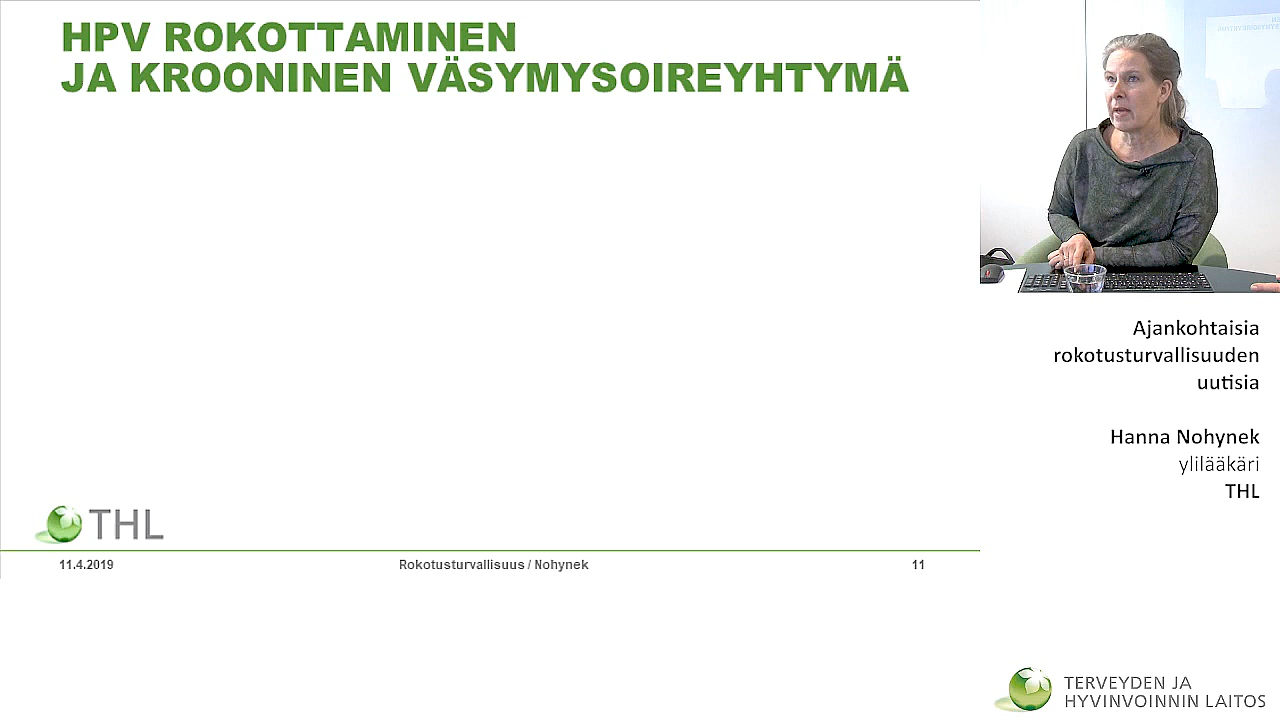 HPV ROKOTTAMINEN
JA KROONINEN VÄSYMYSOIREYHTYMÄ
THL
11.4.2019
Rokotusturvallisuus / Nohynek
11
Ajankohtaisia
rokotusturvallisuuden
uutisia
Hanna Nohynek
ylilääkäri
THL
TERVEYDEN JA
HYVINVOINNIN LAITOS